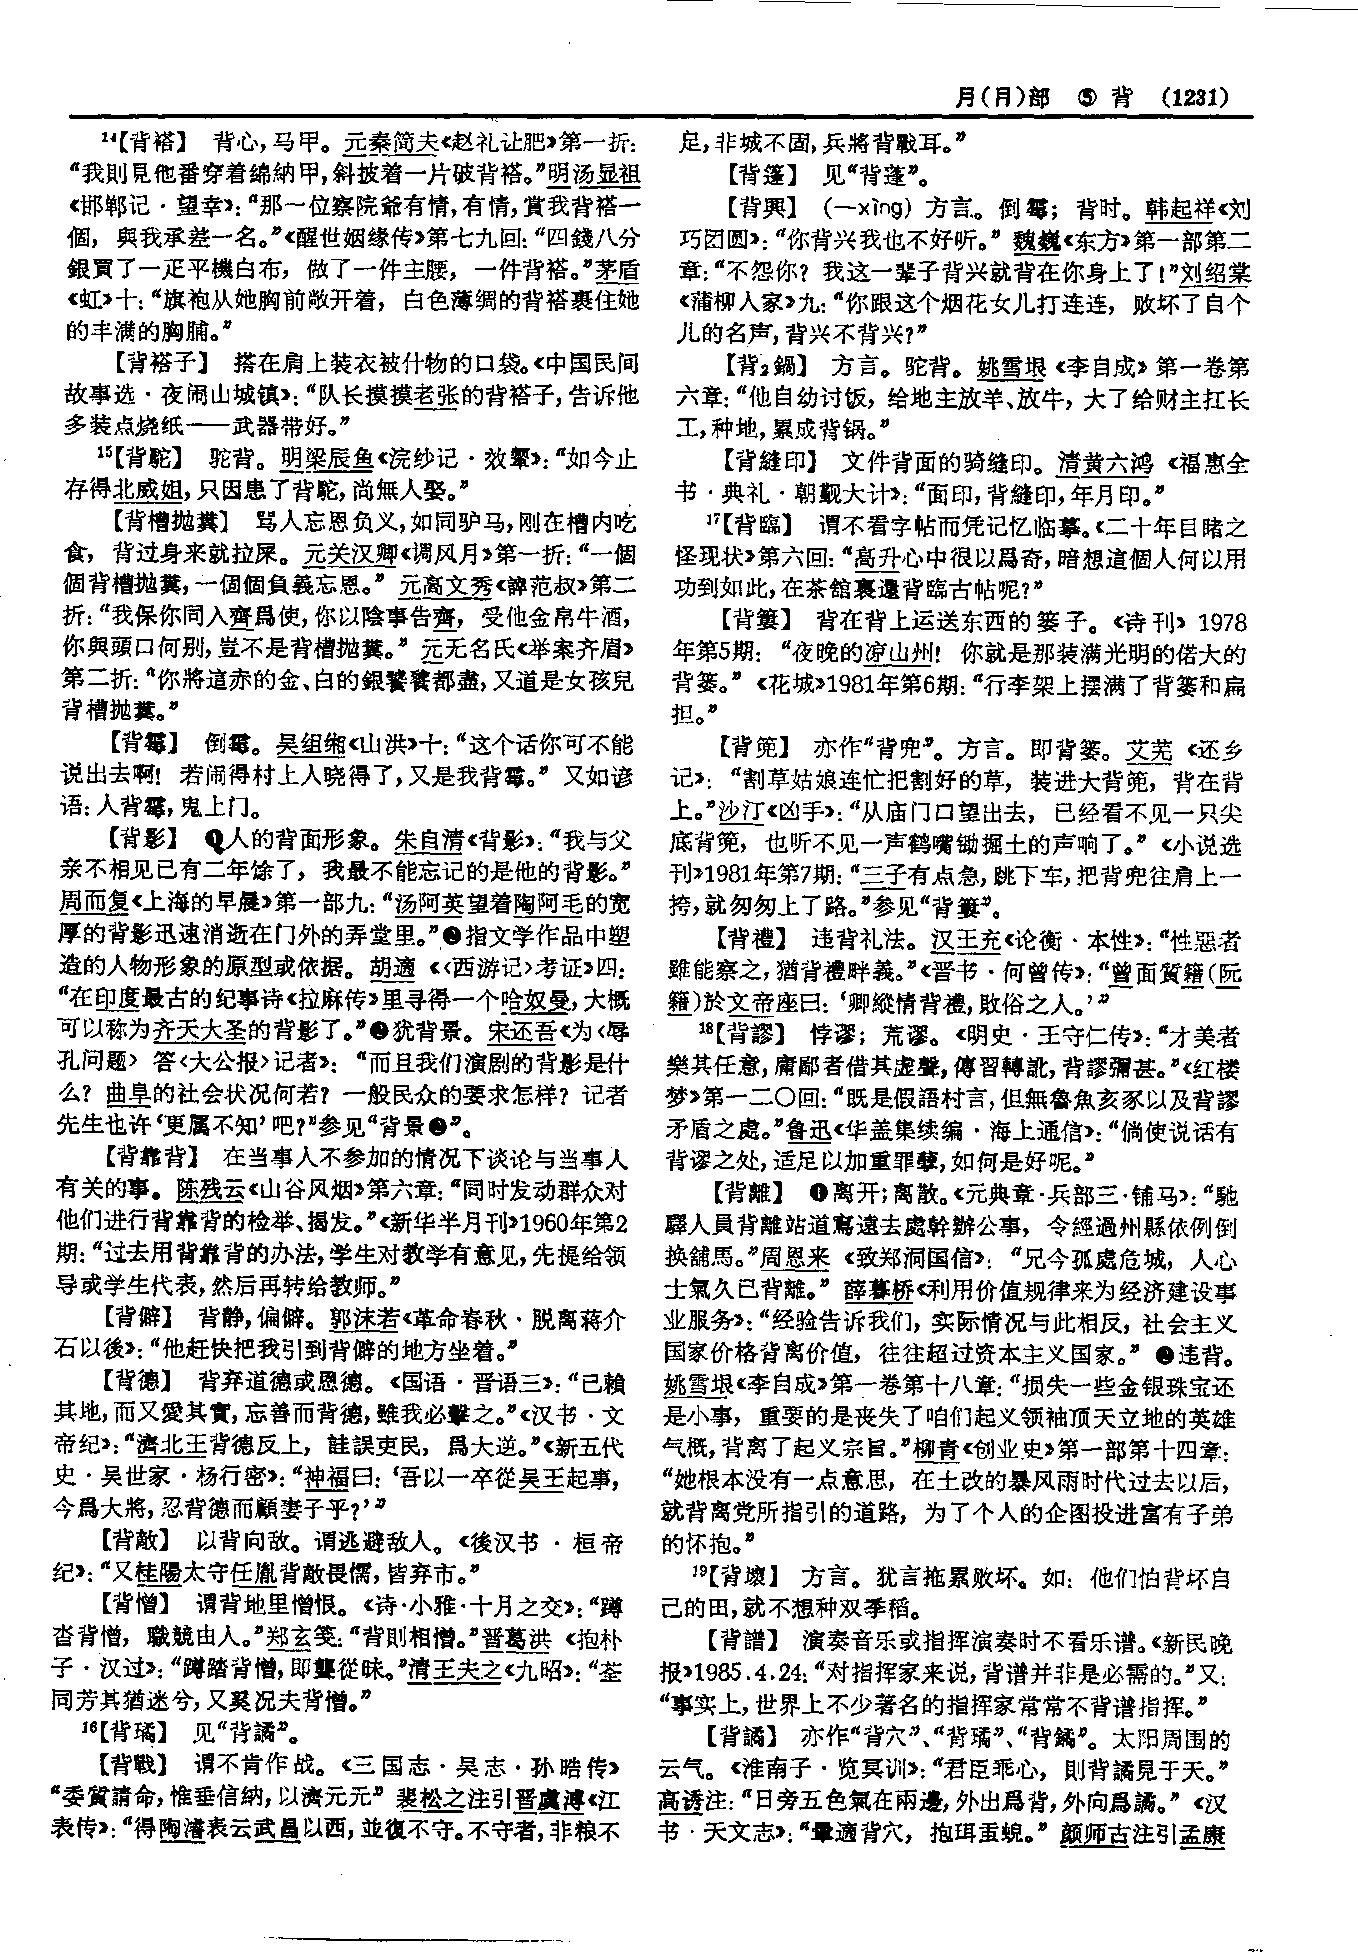 月(月)部 ⑤ 背 (1231)
14【背褡】 背心,马甲。元秦简夫《赵礼让肥》第一折:
“我則見他番穿着绵納甲,斜披着一片破背褡。”明汤显祖
《邯郸记·望幸》:“那一位察院爺有情,有情,賞我背褡一
個,與我承差一名。”《醒世姻缘传》第七九回:“四錢八分
銀買了一疋平機白布,做了一件主腰,一件背褡。”茅盾
《虹》十:“旗袍从她胸前敞开着,白色薄绸的背褡裹住她
的丰满的胸脯。”
【背褡子】 搭在肩上装衣被什物的口袋。《中国民间
故事选·夜闹山城镇》:“队长摸摸老张的背褡子,告诉他
多装点烧纸——武器带好。”
15【背駝】 驼背。明梁辰鱼《浣纱记·效颦》:“如今止
存得北威姐,只因患了背駝,尚無人娶。”
【背槽抛糞】 骂人忘恩负义,如同驴马,刚在槽内吃
食,背过身来就拉屎。元关汉卿《调风月》第一折:“一個
個背槽抛糞,一個個負義忘恩。”元高文秀《谇范叔》第二
折:“我保你同入齊爲使,你以陰事告齊,受他金帛牛酒,
你與頭口何别,豈不是背槽抛糞。”元无名氏《举案齐眉》
第二折:“你將這赤的金、白的銀饕餮都盡,又道是女孩兒
背槽抛糞。”
【背霉】 倒霉。吴组缃《山洪》十:“这个话你可不能
说出去啊!若闹得村上人晓得了,又是我背霉。”又如谚
语:人背霉,鬼上门。
【背影】 ❶人的背面形象。朱自清《背影》:“我与父
亲不相见已有二年馀了,我最不能忘记的是他的背影。”
周而复《上海的早晨》第一部九:“汤阿英望着陶阿毛的宽
厚的背影迅速消逝在门外的弄堂里。”❷指文学作品中塑
造的人物形象的原型或依据。胡適《〈西游记〉考证》四:
“在印度最古的纪事诗《拉麻传》里寻得一个哈奴曼,大概
可以称为齐天大圣的背影了。”❸犹背景。宋还吾《为〈辱
孔问题〉答〈大公报〉记者》:“而且我们演剧的背影是什
么?曲阜的社会状况何若?一般民众的要求怎样?记者
先生也许‘更属不知’吧?”参见“背景❷”。
【背靠背】 在当事人不参加的情况下谈论与当事人
有关的事。陈残云《山谷风烟》第六章:“同时发动群众对
他们进行背靠背的检举、揭发。”《新华半月刊》1960年第2
期:“过去用背靠背的办法,学生对教学有意见,先提给领
导或学生代表,然后再转给教师。”
【背僻】 背静,偏僻。郭沫若《革命春秋·脱离蒋介
石以後》:“他赶快把我引到背僻的地方坐着。”
【背德】 背弃道德或恩德。《国语·晋语三》:“已賴
其地,而又愛其實,忘善而背德,雖我必擊之。”《汉书·文
帝纪》:“濟北王背德反上,詿誤吏民,爲大逆。”《新五代
史·吴世家·杨行密》:“神福曰:‘吾以一卒從吴王起事,
今爲大將,忍背德而顧妻子乎?’”
【背敵】 以背向敌。谓逃避敌人。《後汉书·桓帝
纪》:“又桂陽太守任胤背敵畏懦,皆弃市。”
【背憎】 谓背地里憎恨。《诗·小雅·十月之交》:“蹲
沓背憎,職競由人。”郑玄笺:“背則相憎。”晋葛洪《抱朴
子·汉过》:“蹲踏背憎,即聾從昧。”清王夫之《九昭》:“荃
同芳其猶迷兮,又奚况夫背憎。”
16【背璚】 见“背譎”。
【背戰】 谓不肯作战。《三国志·吴志·孙晧传》
“委質請命,惟垂信納,以濟元元”裴松之注引晋虞溥《江
表传》:“得陶濬表云武昌以西,並復不守。不守者,非粮不
足,非城不固,兵將背戰耳。”
【背篷】 见“背蓬”。
【背興】 (—xìng) 方言。倒霉;背时。韩起祥《刘
巧团圆》:“你背兴我也不好听。”魏巍《东方》第一部第二
章:“不怨你?我这一辈子背兴就背在你身上了!”刘绍棠
《蒲柳人家》九:“你跟这个烟花女儿打连连,败坏了自个
儿的名声,背兴不背兴?”
【背2鍋】 方言。驼背。姚雪垠《李自成》第一卷第
六章:“他自幼讨饭,给地主放羊、放牛,大了给财主扛长
工,种地,累成背锅。”
【背縫印】 文件背面的骑缝印。清黄六鸿《福惠全
书·典礼·朝觐大计》:“面印,背縫印,年月印。”
17【背臨】 谓不看字帖而凭记忆临摹。《二十年目睹之
怪现状》第六回:“高升心中很以爲奇,暗想這個人何以用
功到如此,在茶舘裏還背臨古帖呢?”
【背簍】 背在背上运送东西的篓子。《诗刊》1978
年第5期:“夜晚的凉山州!你就是那装满光明的偌大的
背篓。”《花城》1981年第6期:“行李架上摆满了背篓和扁
担。”
【背篼】 亦作“背兜”。方言。即背篓。艾芜《还乡
记》:“割草姑娘连忙把割好的草,装进大背篼,背在背
上。”沙汀《凶手》:“从庙门口望出去,已经看不见一只尖
底背篼,也听不见一声鹤嘴锄掘土的声响了。”《小说选
刊》1981年第7期:“三子有点急,跳下车,把背兜往肩上一
挎,就匆匆上了路。”参见“背簍”。
【背禮】 违背礼法。汉王充《论衡·本性》:“性恶者
雖能察之,猶背禮畔義。”《晋书·何曾传》:“曾面質籍(阮
籍)於文帝座曰:‘卿縱情背禮,敗俗之人。’”
18【背謬】 悖谬;荒谬。《明史·王守仁传》:“才美者
樂其任意,庸鄙者借其虚聲,傳習轉訛,背謬彌甚。”《红楼
梦》第一二〇回:“既是假語村言,但無魯魚亥豕以及背謬
矛盾之處。”鲁迅《华盖集续编·海上通信》:“倘使说话有
背谬之处,适足以加重罪孽,如何是好呢。”
【背離】 ❶离开;离散。《元典章·兵部三·铺马》:“馳
驛人員背離站道寫遠去處幹辦公事,令經過州縣依例倒
换舖馬。”周恩来《致郑洞国信》:“兄今孤處危城,人心
士氣久已背離。”薛暮桥《利用价值规律来为经济建设事
业服务》:“经验告诉我们,实际情况与此相反,社会主义
国家价格背离价值,往往超过资本主义国家。”❷违背。
姚雪垠《李自成》第一卷第十八章:“损失一些金银珠宝还
是小事,重要的是丧失了咱们起义领袖顶天立地的英雄
气慨,背离了起义宗旨。”柳青《创业史》第一部第十四章:
“她根本没有一点意思,在土改的暴风雨时代过去以后,
就背离党所指引的道路,为了个人的企图投进富有子弟
的怀抱。”
19【背壞】 方言。犹言拖累败坏。如:他们怕背坏自
己的田,就不想种双季稻。
【背譜】 演奏音乐或指挥演奏时不看乐谱。《新民晚
报》1985.4.24:“对指挥家来说,背谱并非是必需的。”又:
“事实上,世界上不少著名的指挥家常常不背谱指挥。”
【背譎】 亦作“背穴”、“背璚”、“背鐍”。太阳周围的
云气。《淮南子·览冥训》:“君臣乖心,則背譎見于天。”
高诱注:“日旁五色氣在兩邊,外出爲背,外向爲譎。”《汉
书·天文志》:“暈適背穴,抱珥虹蜺。”颜师古注引孟康